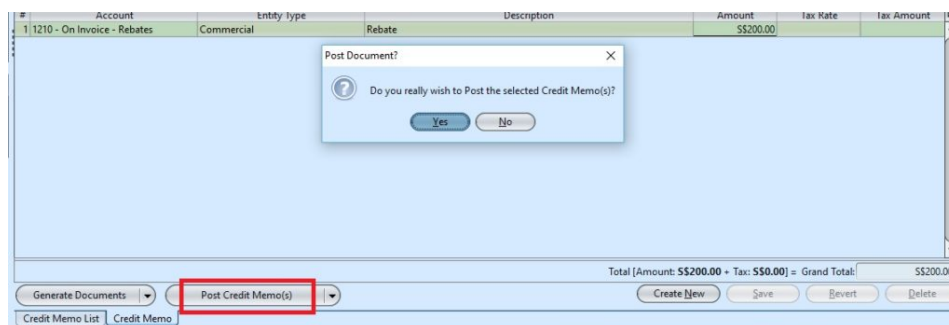 # Account Entity Type Description Amount Tax Rate Tax Amount
1 1210 - On Invoice - Rebates Commercial Rebate S$200.00
Post Document?
Do you really wish to Post the selected Credit Memo(s)?
Yes No
Total [Amount: S$200.00 + Tax: S$0.00] = Grand Total: S$200.0
Generate Documents Post Credit Memo(s) Create New Save Revert Delete
Credit Memo List Credit Memo